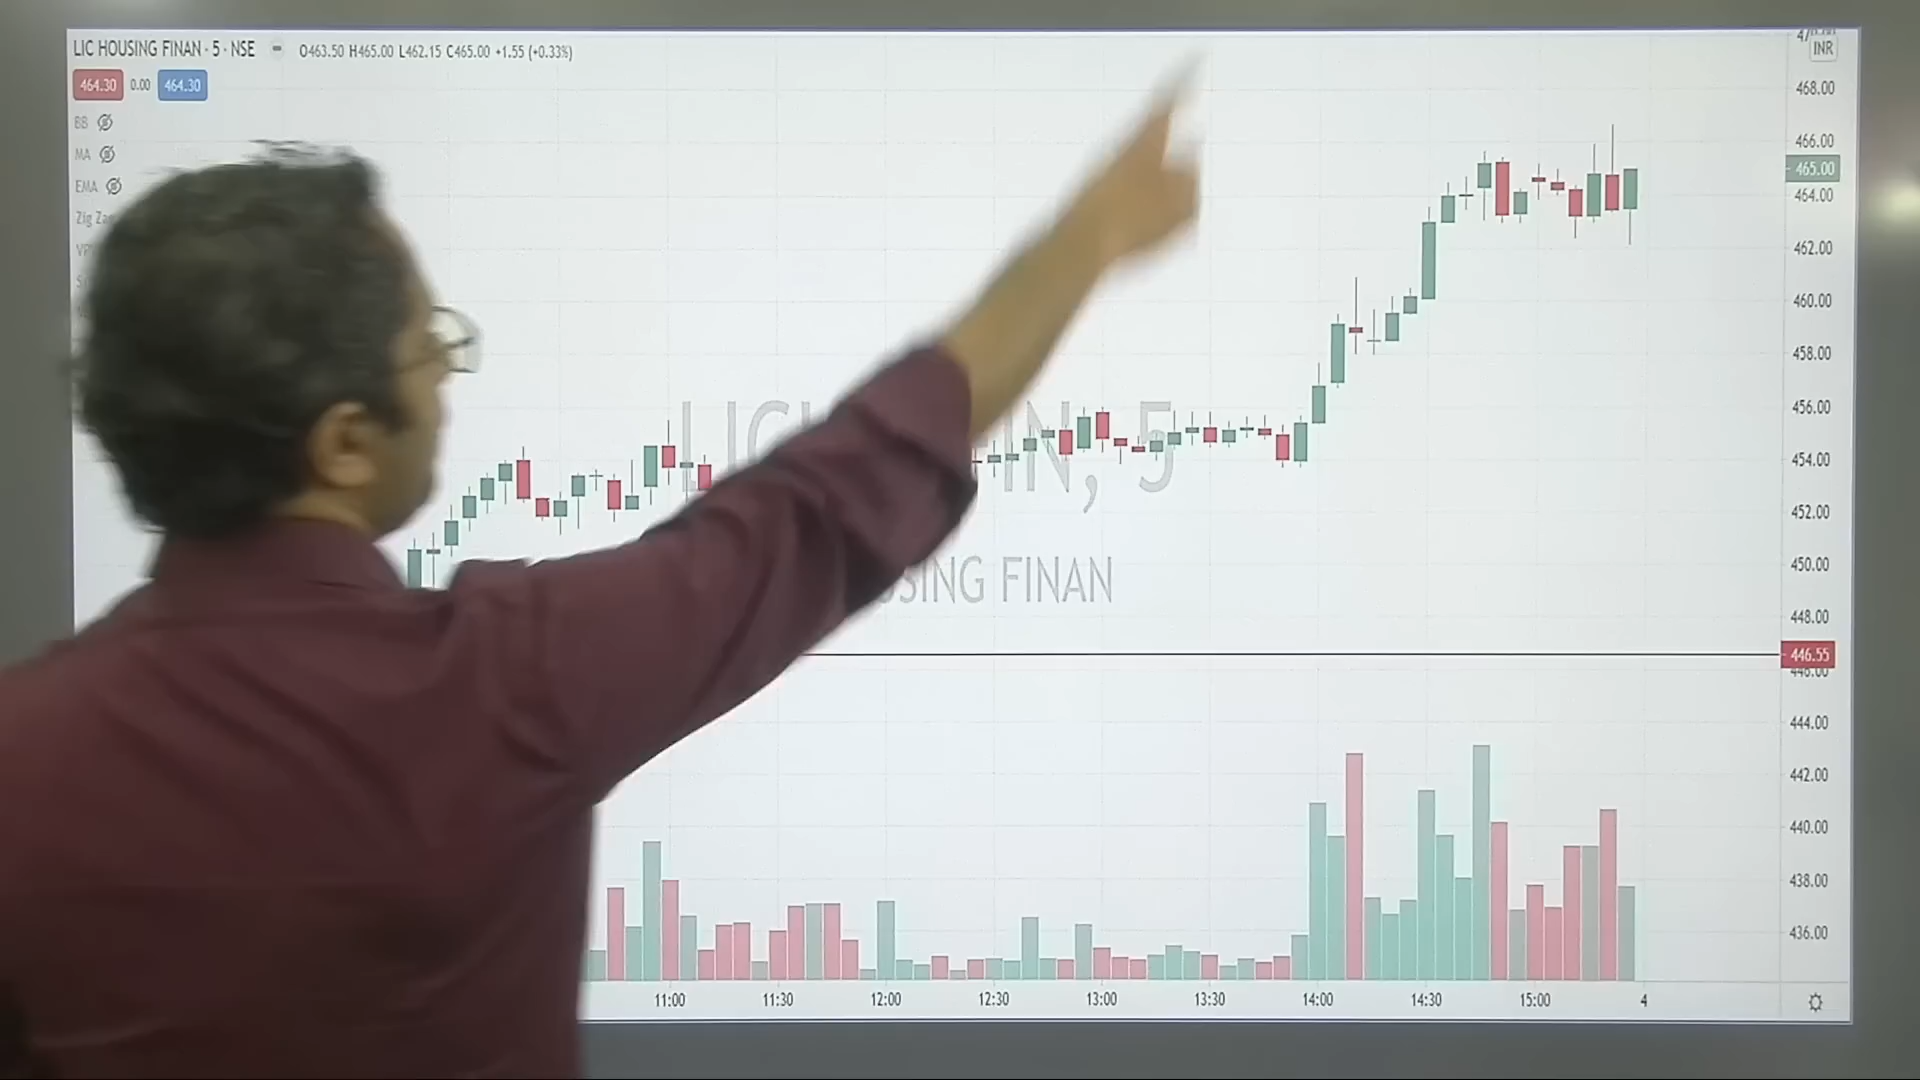 LIC HOUSING FINAN · 5 · NSE O463.50 H465.00 L462.15 C465.00 +1.55 (+0.33%)
INR
464.30 0.00 464.30
BB
MA
EMA
468.00
466.00
465.00
464.00
462.00
460.00
458.00
456.00
454.00
452.00
450.00
448.00
446.55
446.00
444.00
442.00
440.00
438.00
436.00
IN, 5
SING FINAN
11:00 11:30 12:00 12:30 13:00 13:30 14:00 14:30 15:00 4